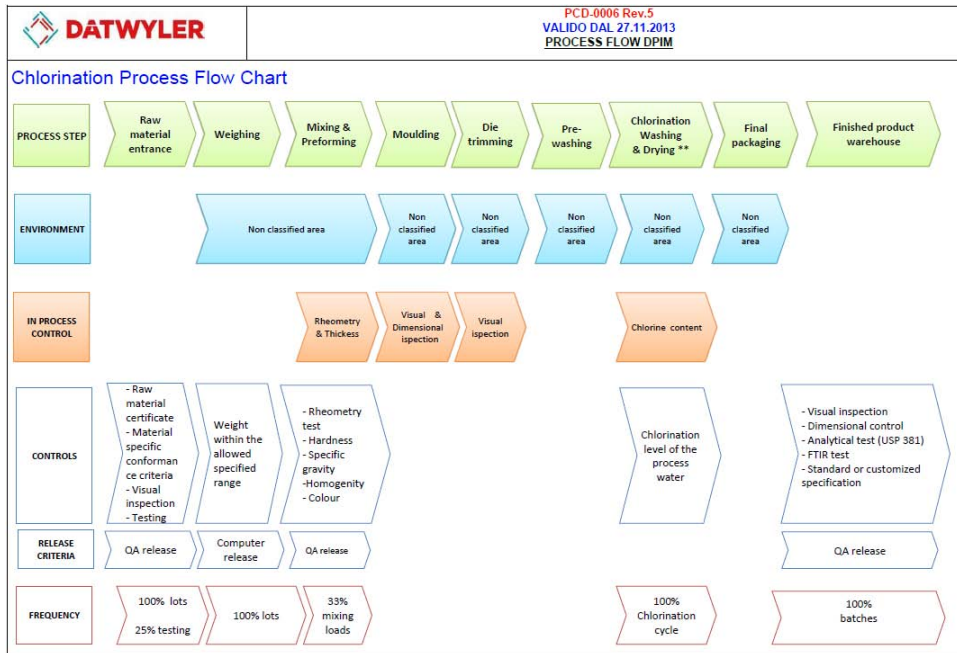 DATWYLER
PCD-0006 Rev.5
VALIDO DAL 27.11.2013
PROCESS FLOW DPIM
Chlorination Process Flow Chart
PROCESS STEP
Raw
material
entrance
Weighing
Mixing &
Preforming
Moulding
Die
trimming
Pre-
washing
Chlorination
Washing
& Drying **
Final
packaging
Finished product
warehouse
ENVIRONMENT
Non classified area
Non
classified
area
Non
classified
area
Non
classified
area
Non
classified
area
Non
classified
area
IN PROCESS
CONTROL
Rheometry
& Thickess
Visual &
Dimensional
ispection
Visual
ispection
Chlorine content
CONTROLS
- Raw
material
certificate
- Material
specific
conforman
ce criteria
- Visual
inspection
- Testing
Weight
within the
allowed
specified
range
- Rheometry
test
- Hardness
- Specific
gravity
-Homogenity
- Colour
Chlorination
level of the
process
water
- Visual inspection
- Dimensional control
- Analytical test (USP 381)
- FTIR test
- Standard or customized
specification
RELEASE
CRITERIA
QA release
Computer
release
QA release
QA release
FREQUENCY
100% lots
25% testing
100% lots
33%
mixing
loads
100%
Chlorination
cycle
100%
batches